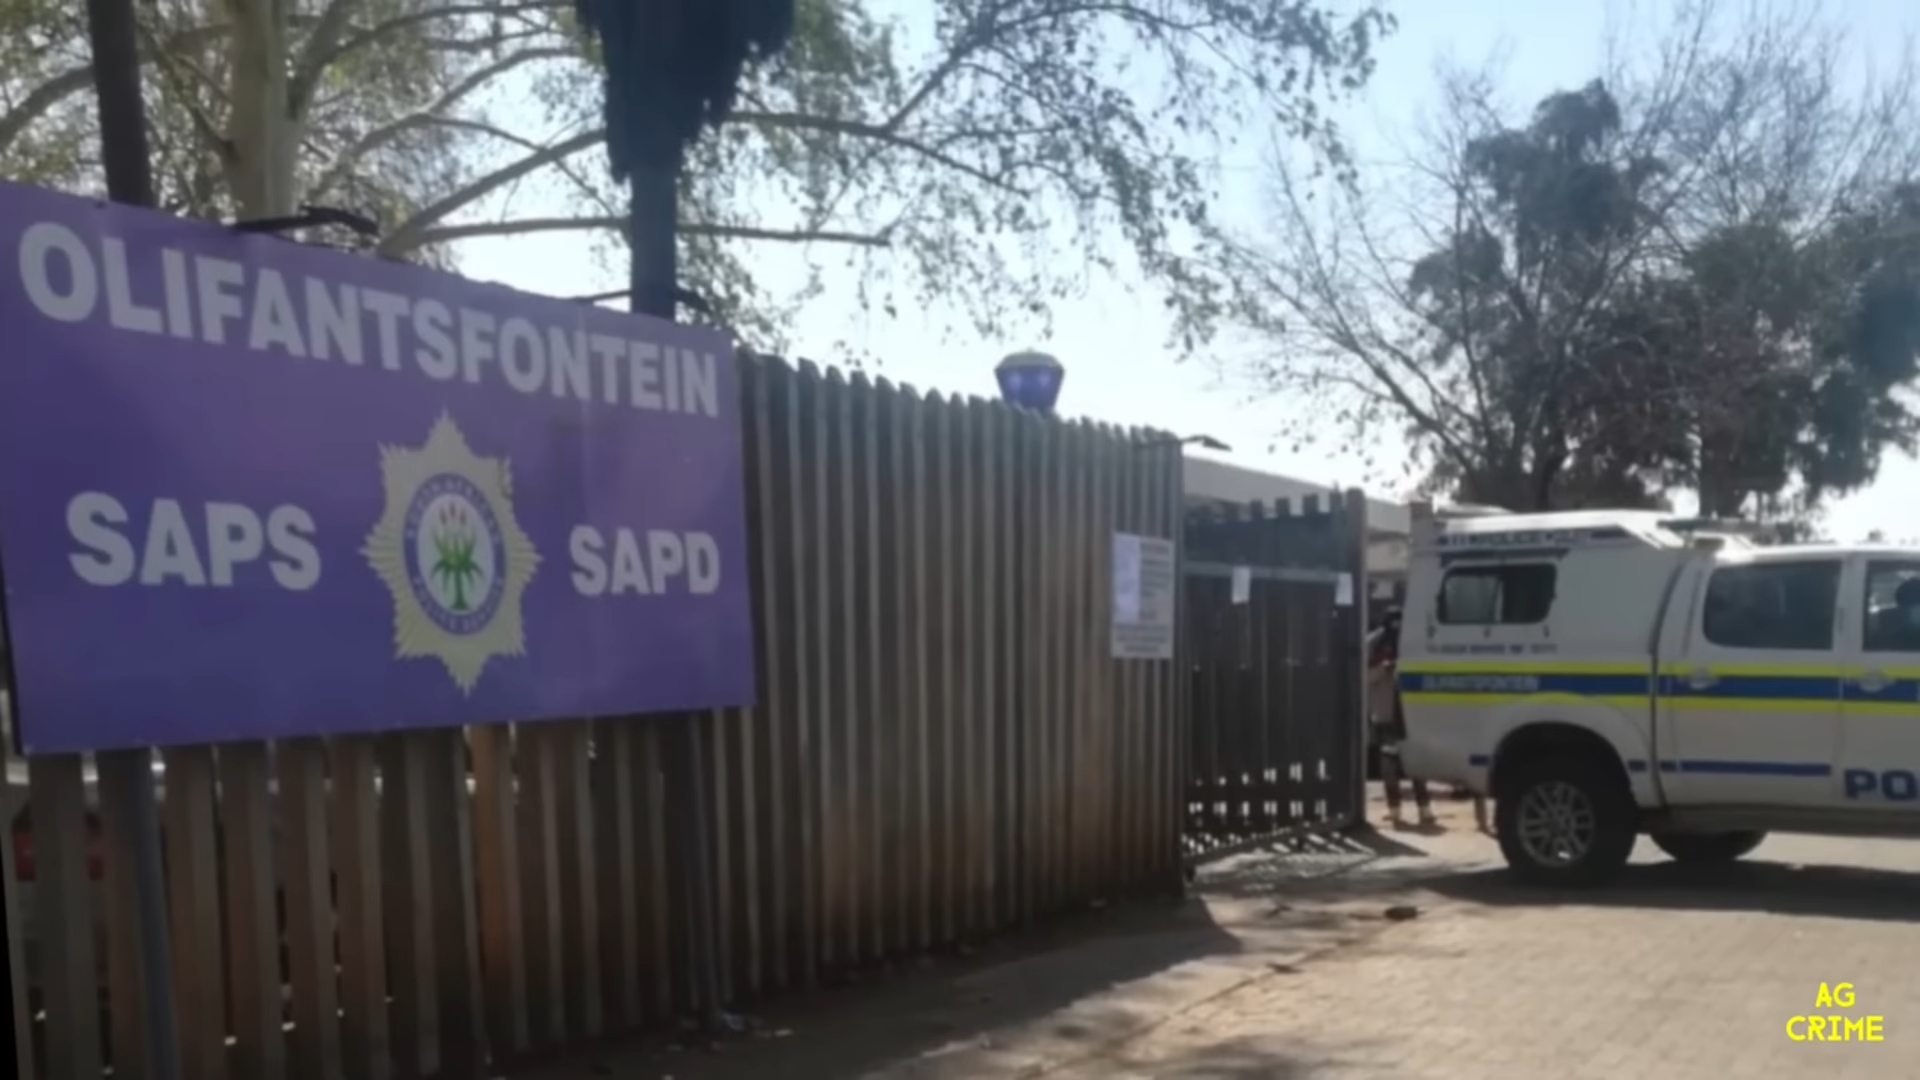 OLIFANTSFONTEIN
SAPS
SAPD
OLIFANTSFONTEIN
PO
AG
CRIME